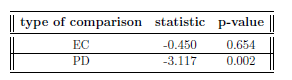 type of comparison statistic p-value
EC -0.450 0.654
PD -3.117 0.002